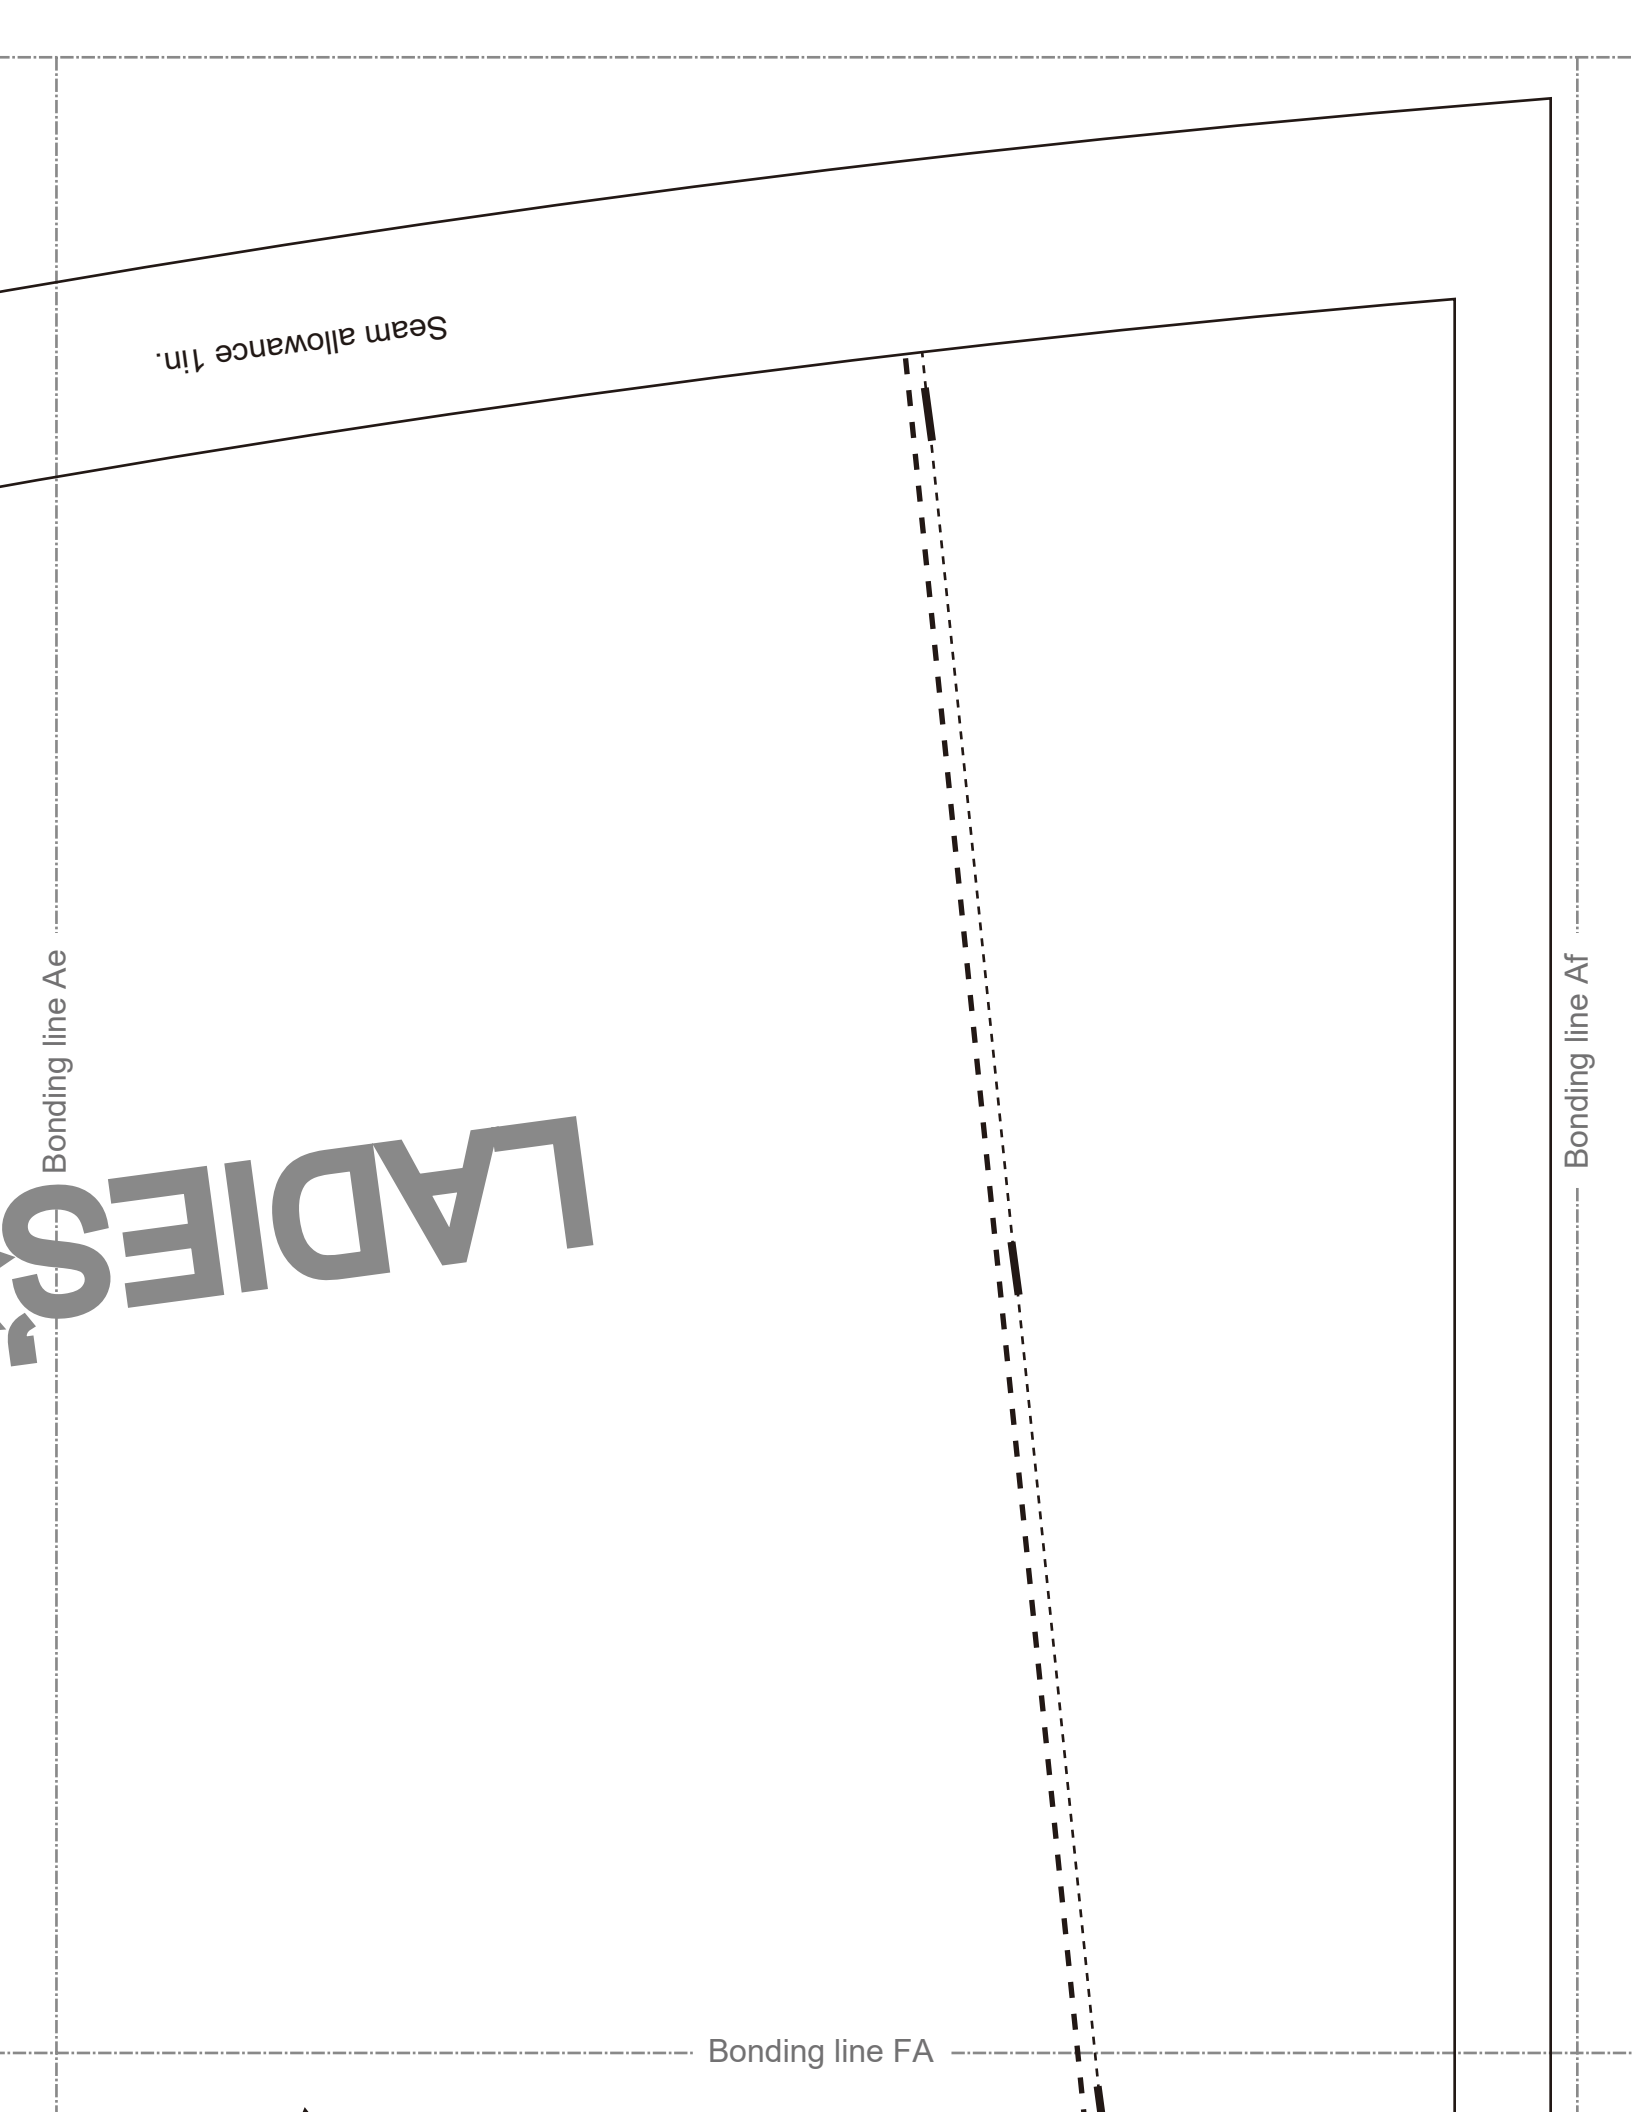 Seam allowance 1in.
Bonding line Ae
Bonding line Af
LADIES'
Bonding line FA